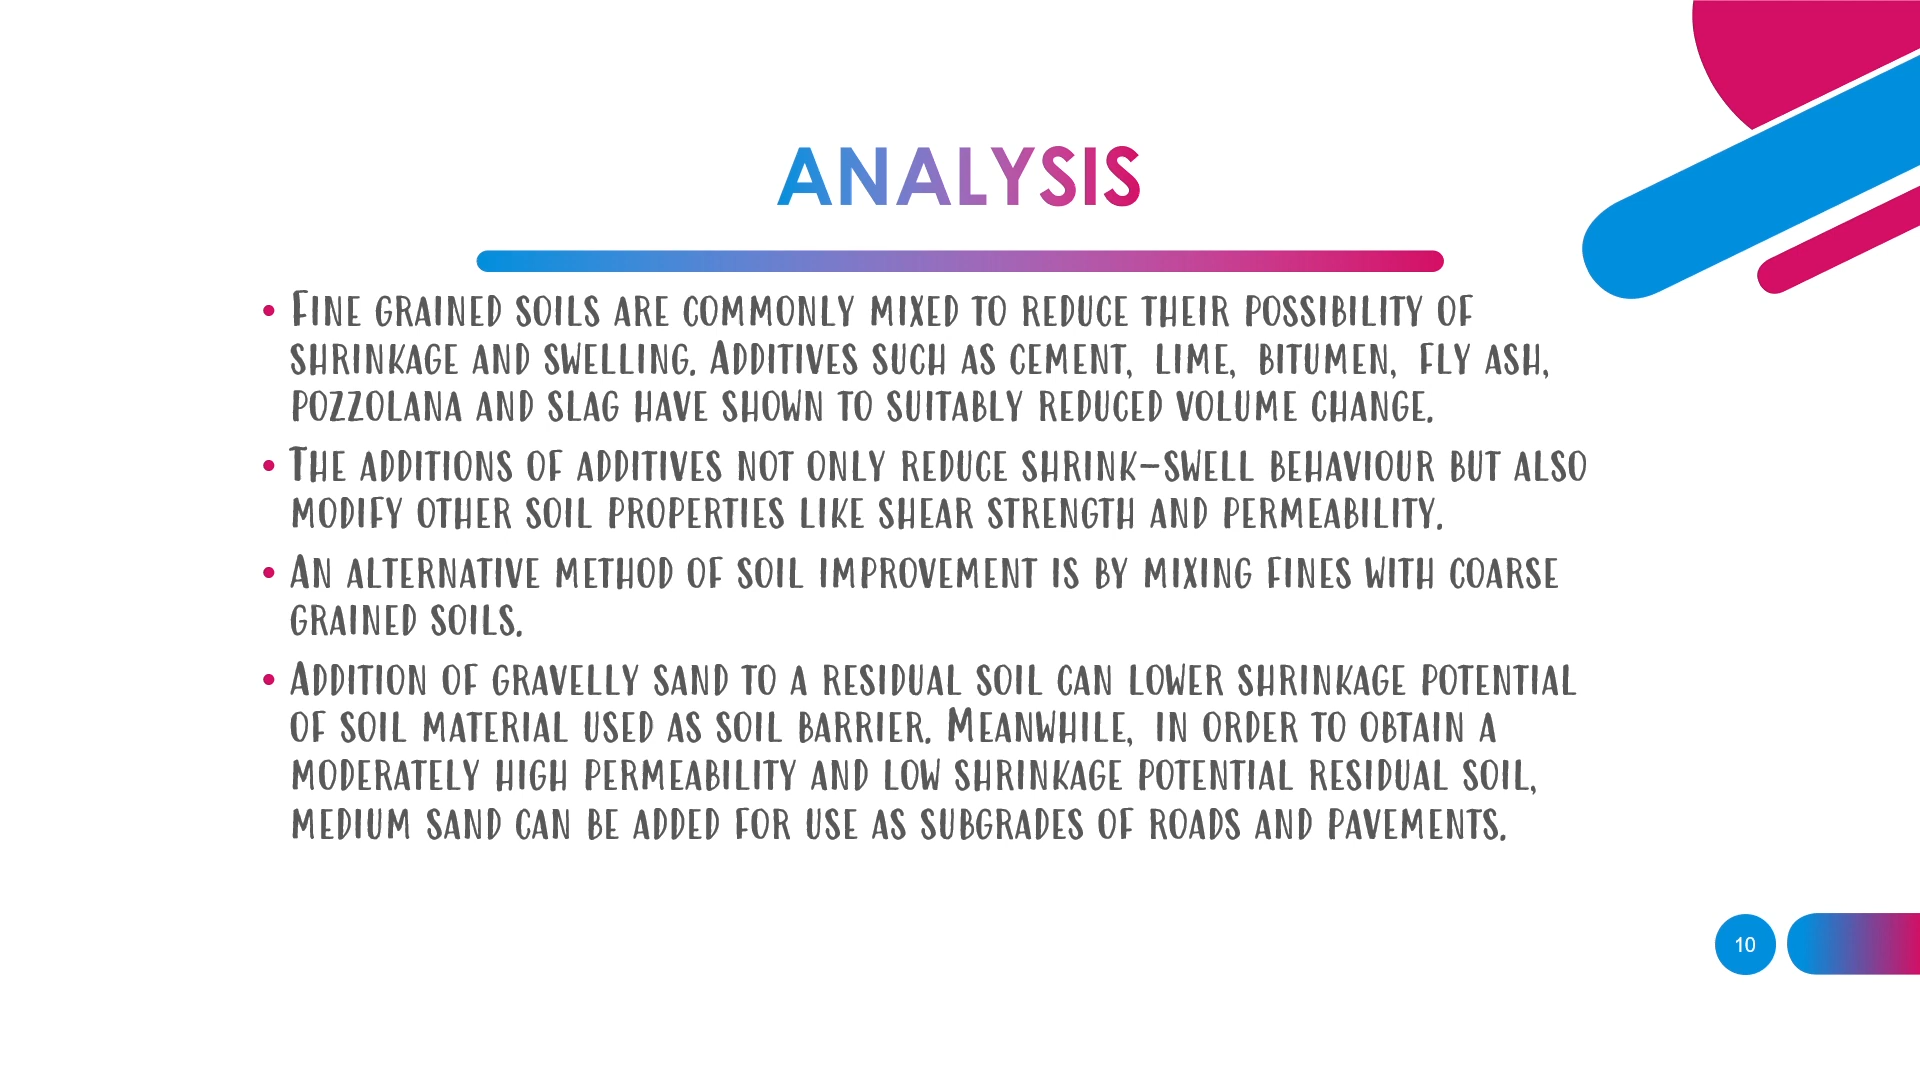 ANALYSIS
• Fine grained soils are commonly mixed to reduce their possibility of
shrinkage and swelling. Additives such as cement, lime, bitumen, fly ash,
pozzolana and slag have shown to suitably reduced volume change.
• The additions of additives not only reduce shrink-swell behaviour but also
modify other soil properties like shear strength and permeability.
• An alternative method of soil improvement is by mixing fines with coarse
grained soils.
• Addition of gravelly sand to a residual soil can lower shrinkage potential
of soil material used as soil barrier. Meanwhile, in order to obtain a
moderately high permeability and low shrinkage potential residual soil,
medium sand can be added for use as subgrades of roads and pavements.
10